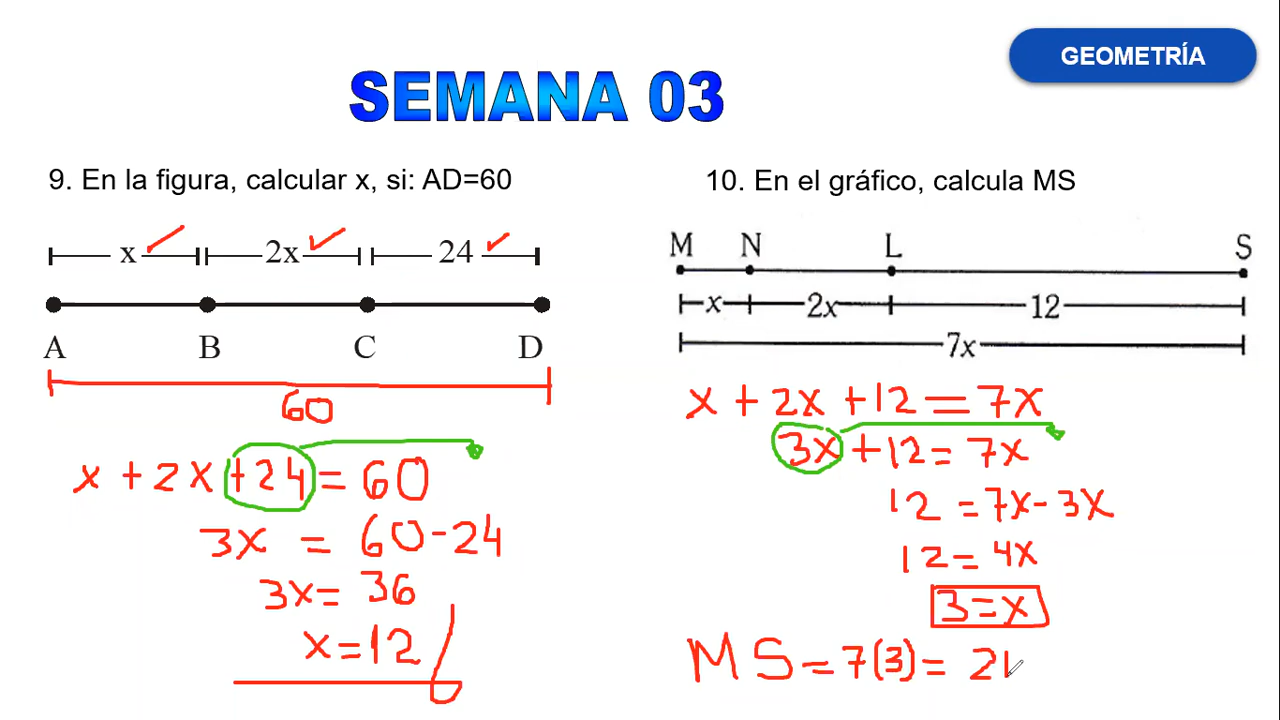 GEOMETRÍA
SEMANA 03
9. En la figura, calcular x, si: AD=60
x 2x 24
A B C D
60
x + 2x +24 = 60
3x = 60-24
3x = 36
x = 12
10. En el gráfico, calcula MS
M N L S
x 2x 12
7x
x + 2x +12 = 7x
3x +12 = 7x
12 = 7x - 3x
12 = 4x
3 = x
MS = 7(3) = 21